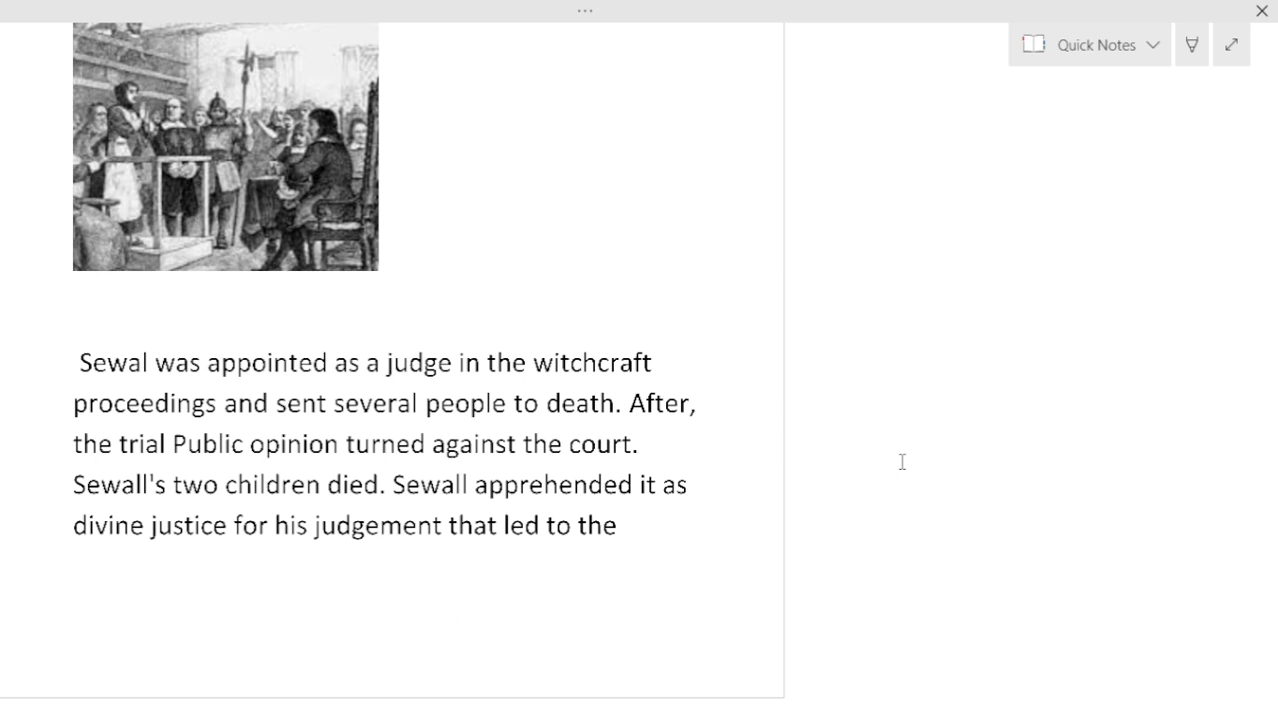 Quick Notes
Sewal was appointed as a judge in the witchcraft
proceedings and sent several people to death. After,
the trial Public opinion turned against the court.
Sewall's two children died. Sewall apprehended it as
divine justice for his judgement that led to the